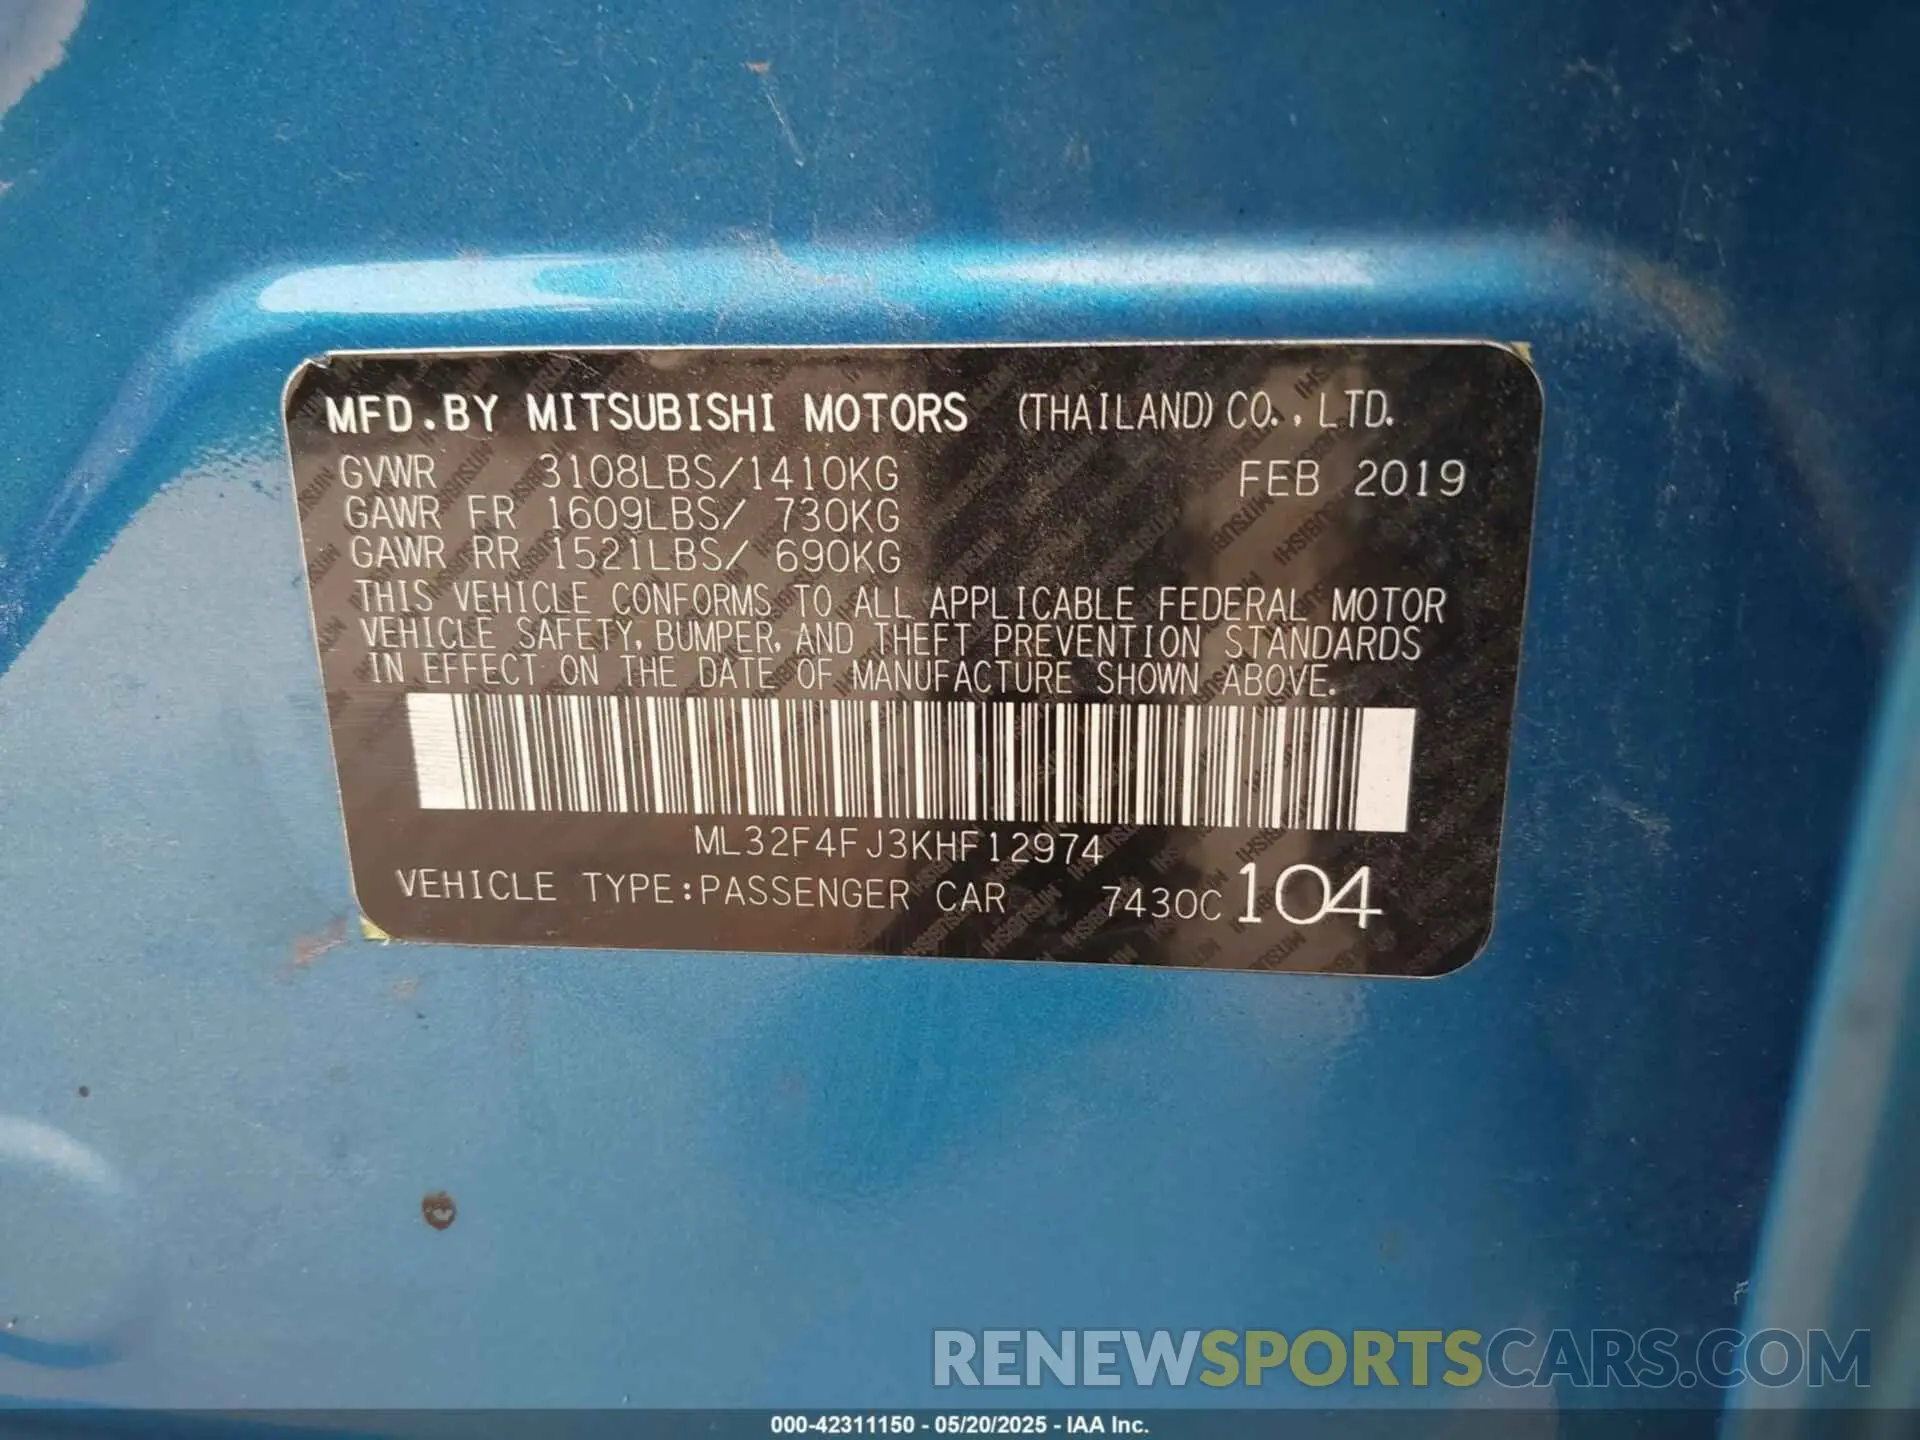 MFD.BY MITSUBISHI MOTORS (THAILAND) CO., LTD.
GVWR 3108LBS/1410KG FEB 2019
GAWR FR 1609LBS/ 730KG
GAWR RR 1521LBS/ 690KG
THIS VEHICLE CONFORMS TO ALL APPLICABLE FEDERAL MOTOR
VEHICLE SAFETY, BUMPER, AND THEFT PREVENTION STANDARDS
IN EFFECT ON THE DATE OF MANUFACTURE SHOWN ABOVE.
ML32F4FJ3KHF12974
VEHICLE TYPE:PASSENGER CAR 7430C 104
RENEWSPORTSCARS.COM
000-42311150 - 05/20/2025 - IAA Inc.